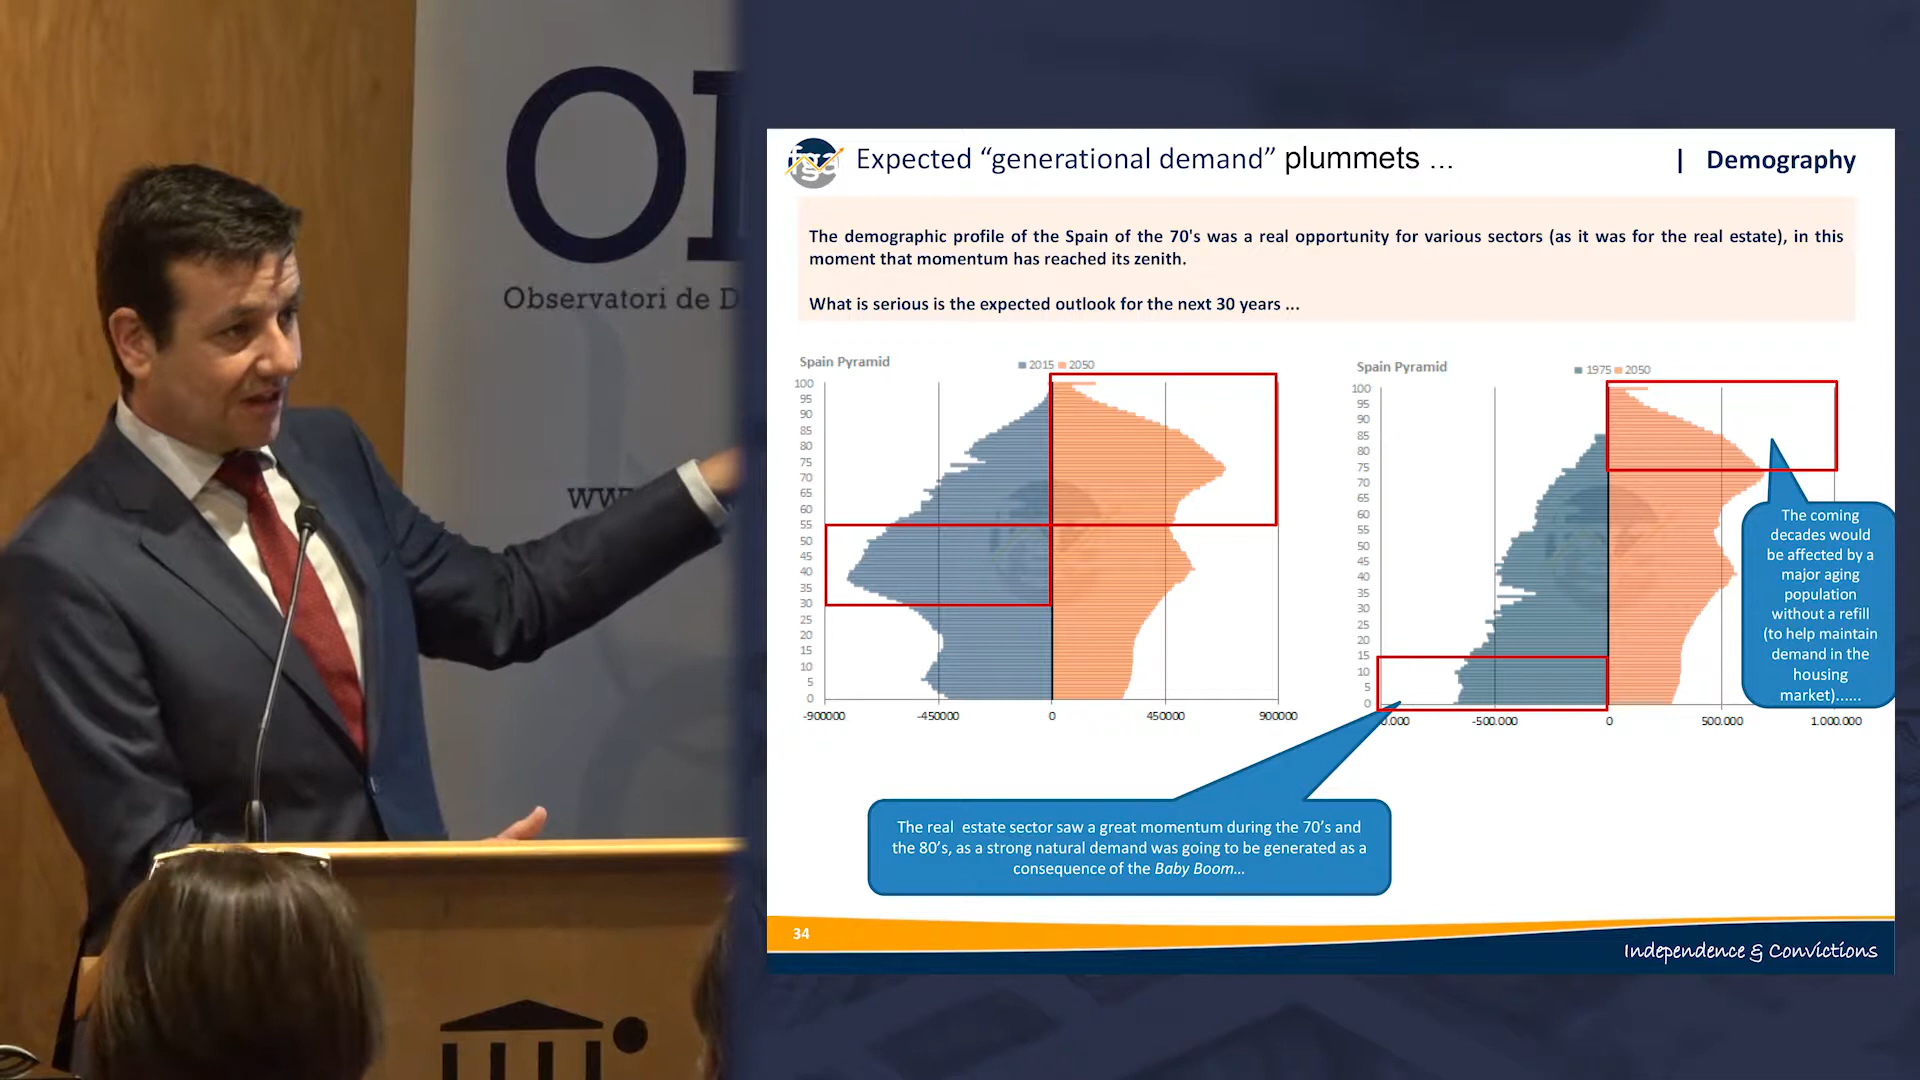 OD
Observatori de D
ww
fga
Expected “generational demand” plummets ...
| Demography
The demographic profile of the Spain of the 70's was a real opportunity for various sectors (as it was for the real estate), in this
moment that momentum has reached its zenith.
What is serious is the expected outlook for the next 30 years ...
Spain Pyramid
2015 2050
100
95
90
85
80
75
70
65
60
55
50
45
40
35
30
25
20
15
10
5
0
-900000 -450000 0 450000 900000
Spain Pyramid
1975 2050
100
95
90
85
80
75
70
65
60
55
50
45
40
35
30
25
20
15
10
5
0
0.000 -500.000 0 500.000 1.000.000
The coming
decades would
be affected by a
major aging
population
without a refill
(to help maintain
demand in the
housing
market)......
The real estate sector saw a great momentum during the 70’s and
the 80’s, as a strong natural demand was going to be generated as a
consequence of the Baby Boom...
34
Independence & Convictions